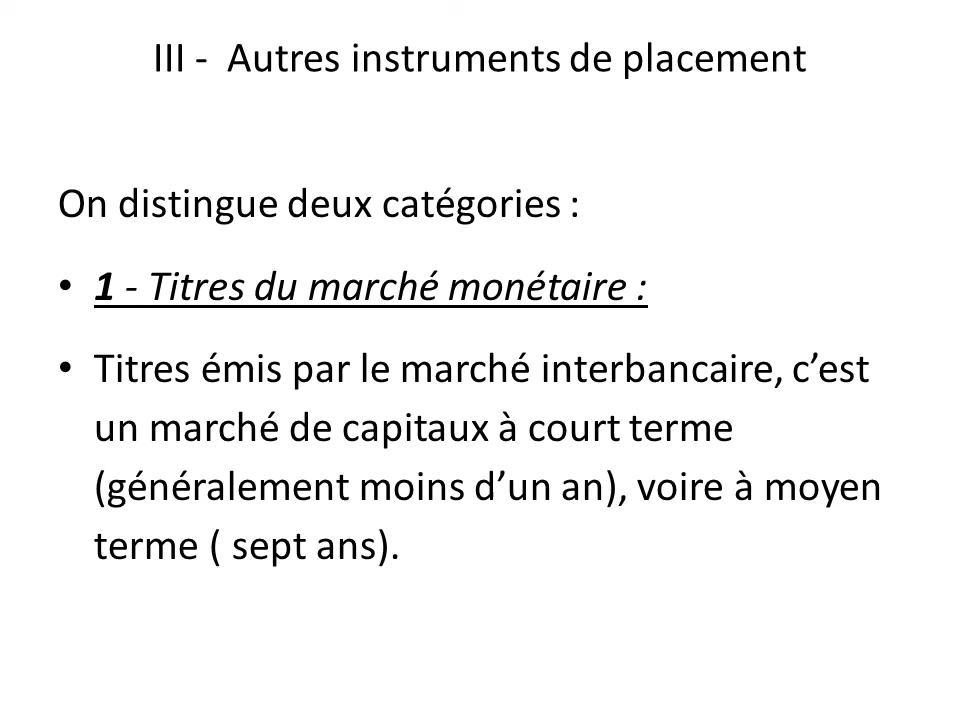 III -  Autres instruments de placement
On distingue deux catégories :
• 1 - Titres du marché monétaire :
• Titres émis par le marché interbancaire, c’est
un marché de capitaux à court terme
(généralement moins d’un an), voire à moyen
terme ( sept ans).